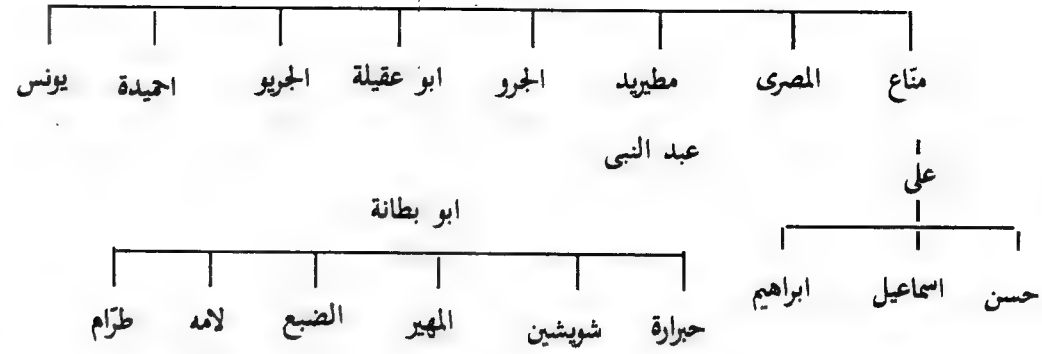 منّاع المصرى مطيريد الجرو ابو عقيلة الجريو احميدة يونس
عبد النبى
على
ابو بطانة
حسن اسماعيل ابراهيم
حبرارة شويشين المهير الضبع لامه طرّام